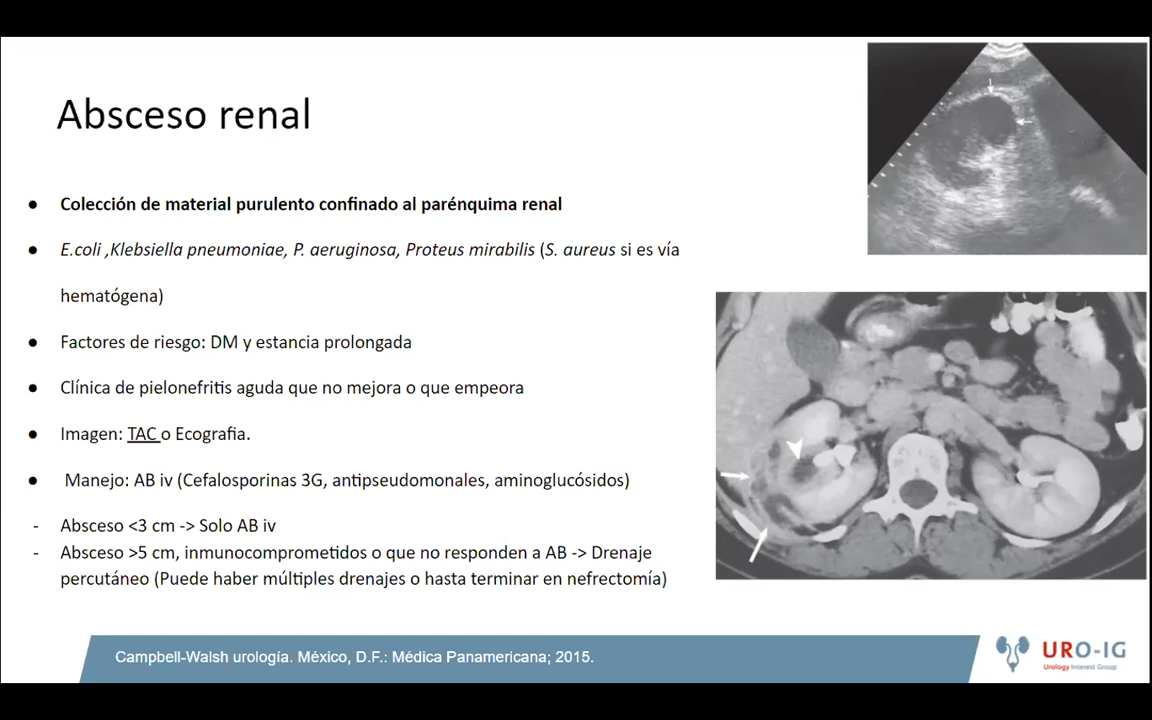 Absceso renal
● Colección de material purulento confinado al parénquima renal
● E.coli ,Klebsiella pneumoniae, P. aeruginosa, Proteus mirabilis (S. aureus si es vía
hematógena)
● Factores de riesgo: DM y estancia prolongada
● Clínica de pielonefritis aguda que no mejora o que empeora
● Imagen: TAC o Ecografia.
● Manejo: AB iv (Cefalosporinas 3G, antipseudomonales, aminoglucósidos)
- Absceso <3 cm -> Solo AB iv
- Absceso >5 cm, inmunocomprometidos o que no responden a AB -> Drenaje
percutáneo (Puede haber múltiples drenajes o hasta terminar en nefrectomía)
Campbell-Walsh urología. México, D.F.: Médica Panamericana; 2015.
URO-IG
Urology Interest Group